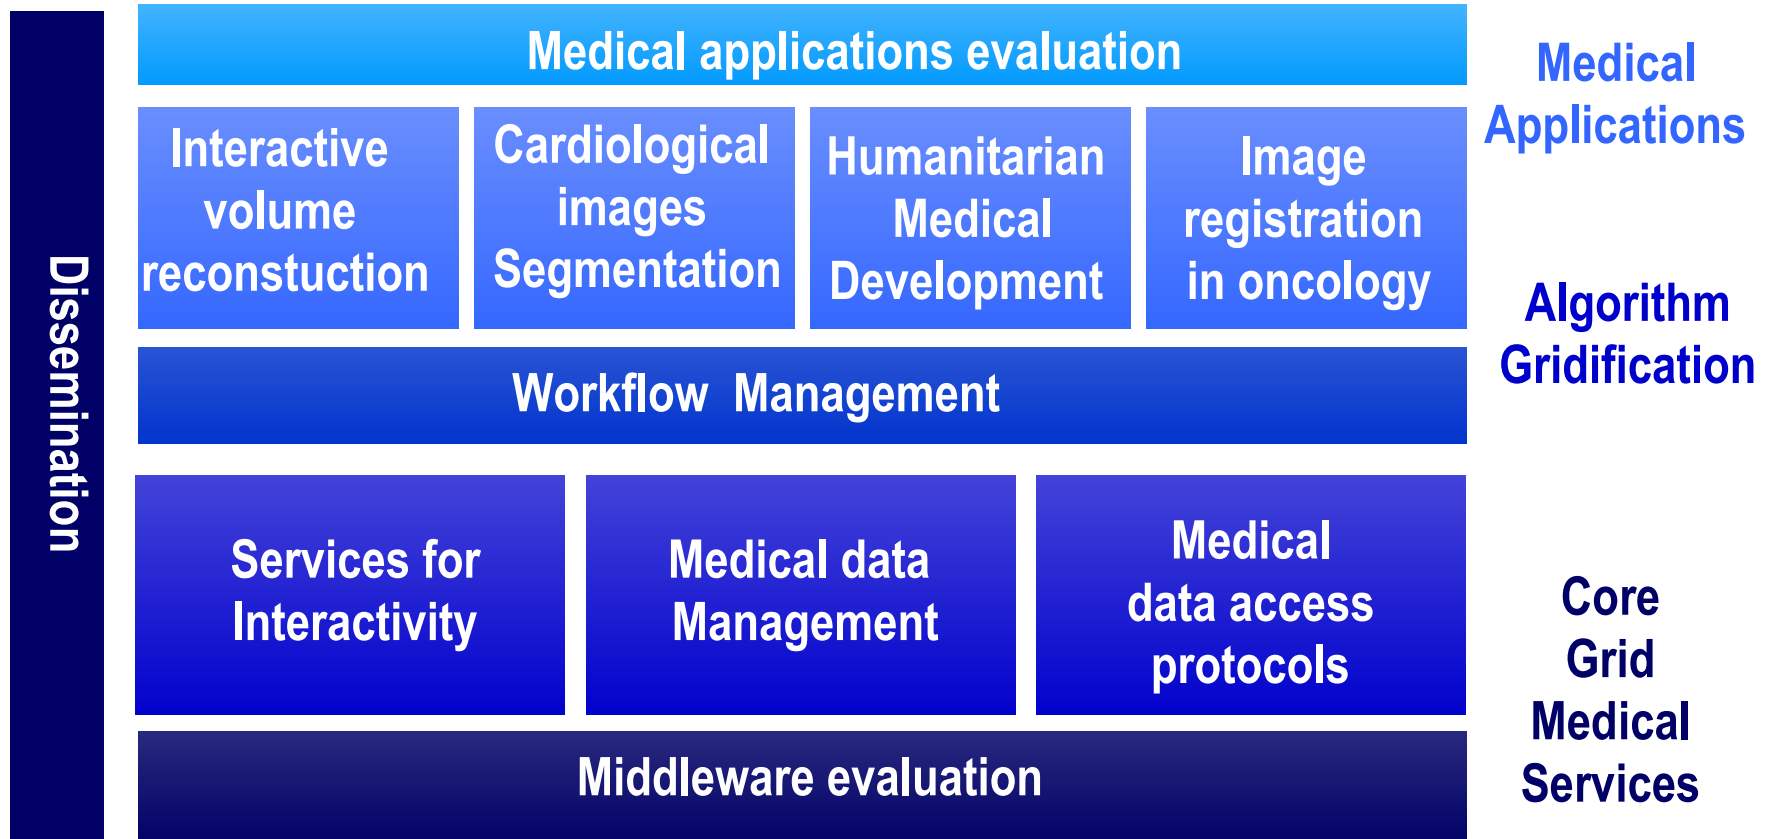 Dissemination
Medical applications evaluation
Interactive
volume
reconstuction
Cardiological
images
Segmentation
Humanitarian
Medical
Development
Image
registration
in oncology
Workflow Management
Services for
Interactivity
Medical data
Management
Medical
data access
protocols
Middleware evaluation
Medical
Applications
Algorithm
Gridification
Core
Grid
Medical
Services